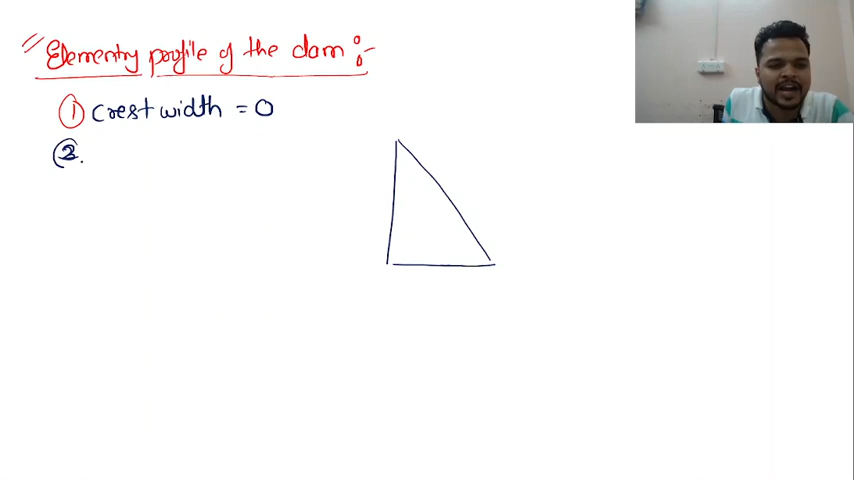 Elementry profile of the dam :-
① crest width = 0
②.